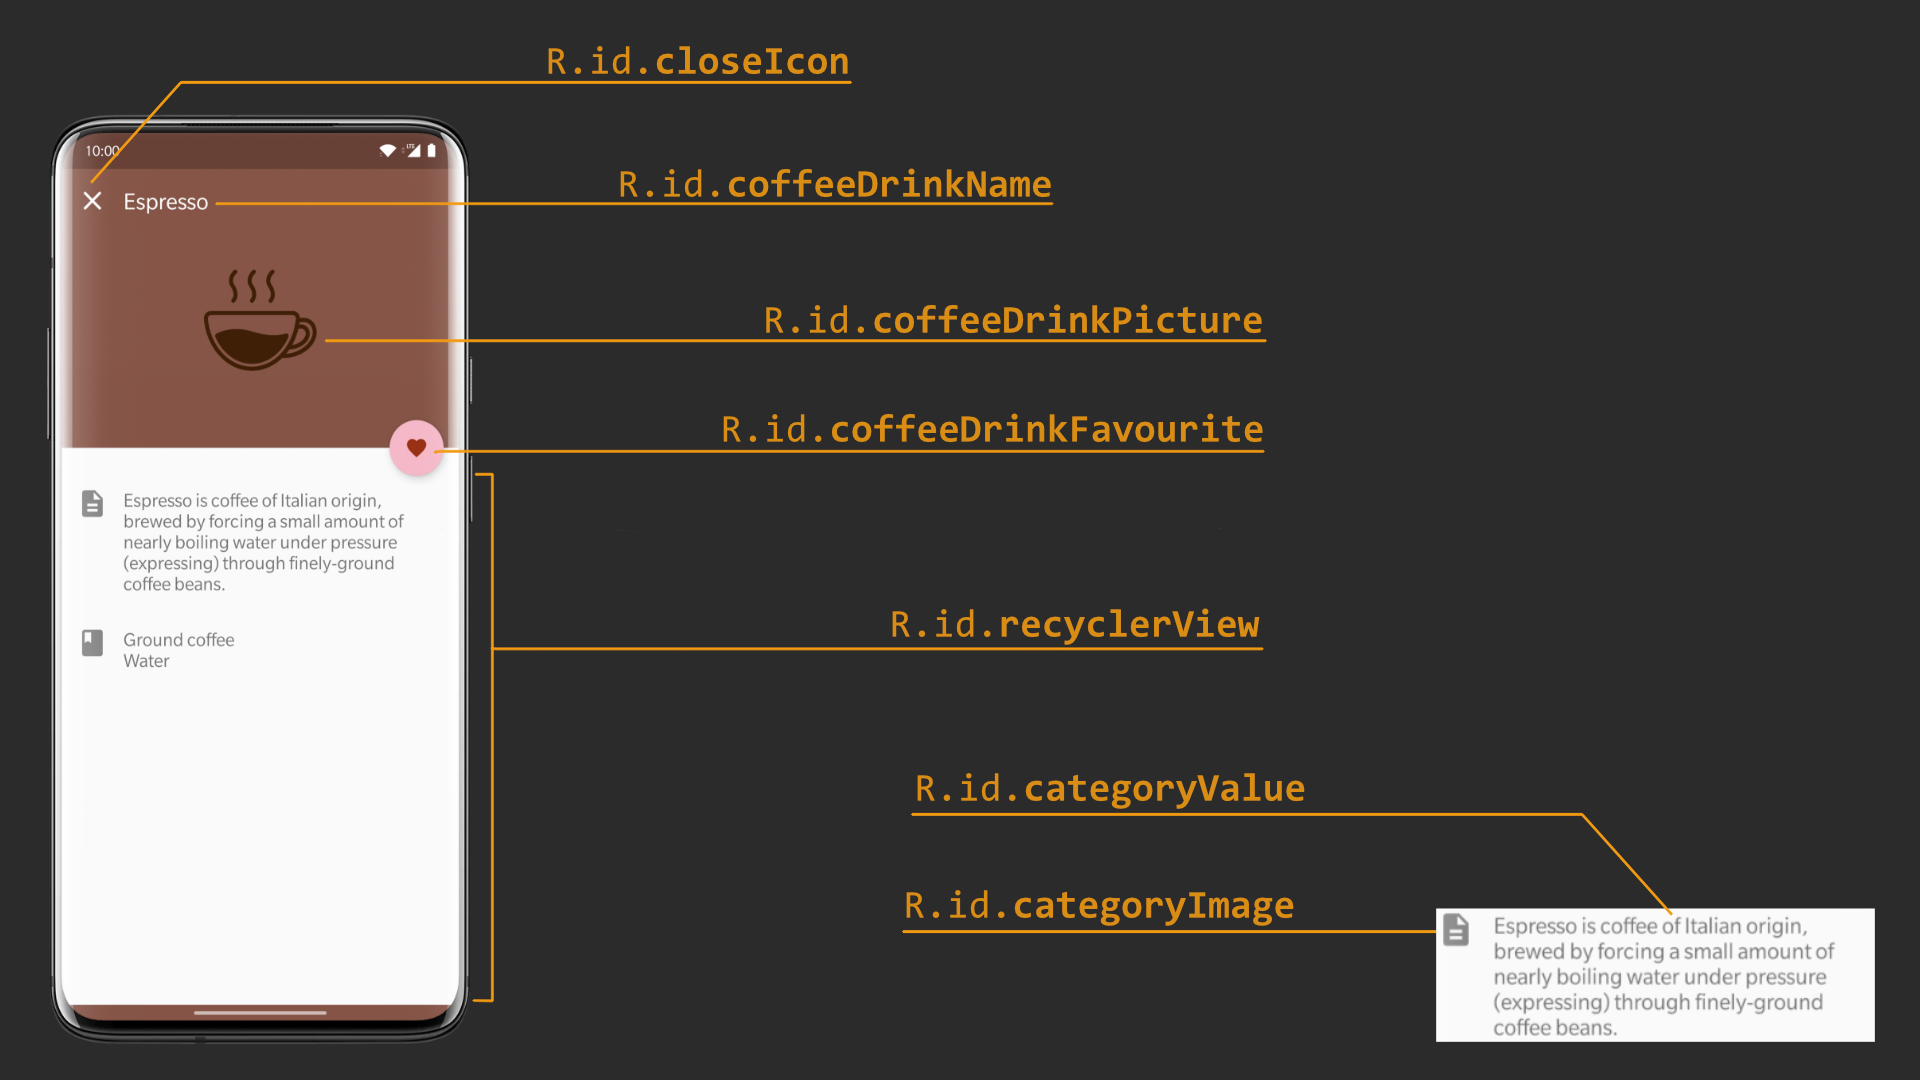 R.id.closeIcon
10:00
LTE
R.id.coffeeDrinkName
Espresso
R.id.coffeeDrinkPicture
R.id.coffeeDrinkFavourite
Espresso is coffee of Italian origin,
brewed by forcing a small amount of
nearly boiling water under pressure
(expressing) through finely-ground
coffee beans.
Ground coffee
Water
R.id.recyclerView
R.id.categoryValue
R.id.categoryImage
Espresso is coffee of Italian origin,
brewed by forcing a small amount of
nearly boiling water under pressure
(expressing) through finely-ground
coffee beans.